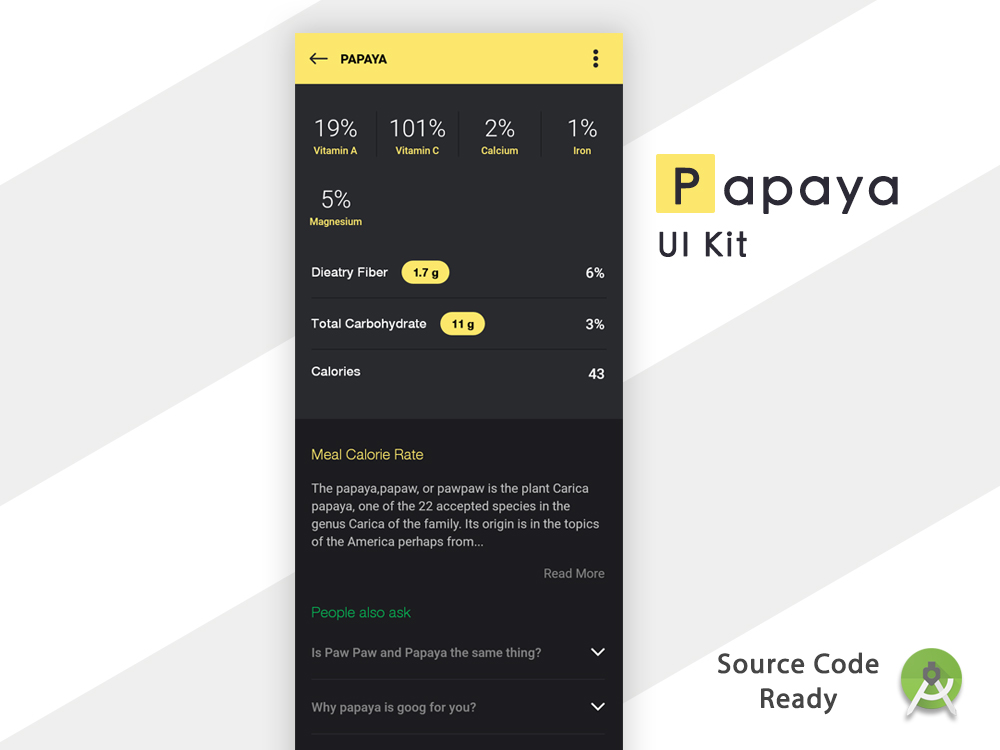 PAPAYA
19% 101% 2% 1%
Vitamin A Vitamin C Calcium Iron
5%
Magnesium
Dieatry Fiber 1.7 g 6%
Total Carbohydrate 11 g 3%
Calories 43
Meal Calorie Rate
The papaya,papaw, or pawpaw is the plant Carica
papaya, one of the 22 accepted species in the
genus Carica of the family. Its origin is in the topics
of the America perhaps from...
Read More
People also ask
Is Paw Paw and Papaya the same thing?
Why papaya is goog for you?
Papaya
UI Kit
Source Code
Ready